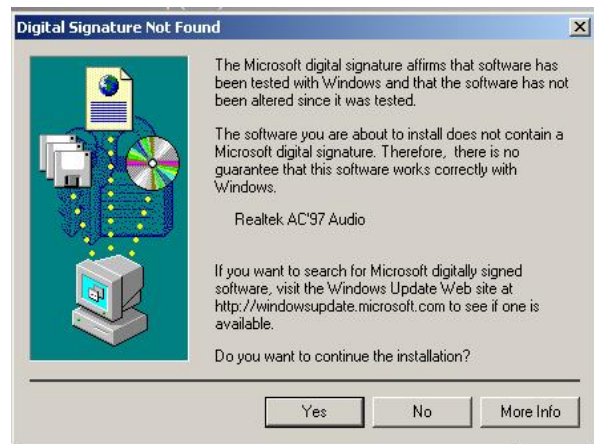 Digital Signature Not Found
The Microsoft digital signature affirms that software has
been tested with Windows and that the software has not
been altered since it was tested.
The software you are about to install does not contain a
Microsoft digital signature. Therefore, there is no
guarantee that this software works correctly with
Windows.
Realtek AC'97 Audio
If you want to search for Microsoft digitally signed
software, visit the Windows Update Web site at
http://windowsupdate.microsoft.com to see if one is
available.
Do you want to continue the installation?
Yes
No
More Info